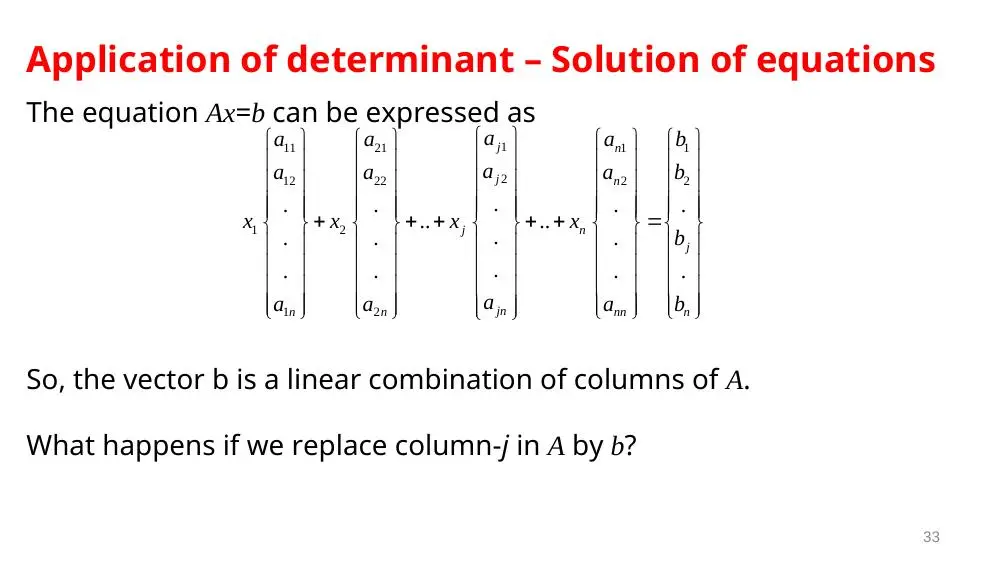 Application of determinant – Solution of equations
The equation Ax=b can be expressed as
x₁ {a₁₁ a₁₂ . . . a₁ₙ} + x₂ {a₂₁ a₂₂ . . . a₂ₙ} + .. + xⱼ {aⱼ₁ aⱼ₂ . . . aⱼₙ} + .. + xₙ {aₙ₁ aₙ₂ . . . aₙₙ} = {b₁ b₂ . bⱼ . bₙ}
So, the vector b is a linear combination of columns of A.
What happens if we replace column-j in A by b?
33